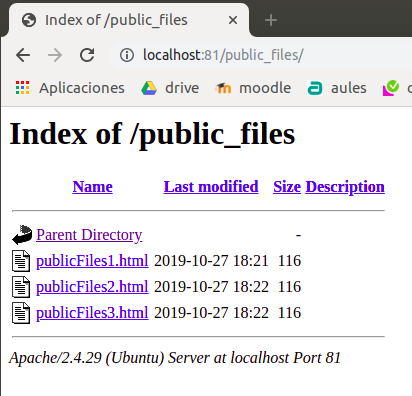 Index of /public_files
localhost:81/public_files/
Aplicaciones drive moodle aules
Index of /public_files
Name Last modified Size Description
Parent Directory -
publicFiles1.html 2019-10-27 18:21 116
publicFiles2.html 2019-10-27 18:22 116
publicFiles3.html 2019-10-27 18:22 116
Apache/2.4.29 (Ubuntu) Server at localhost Port 81